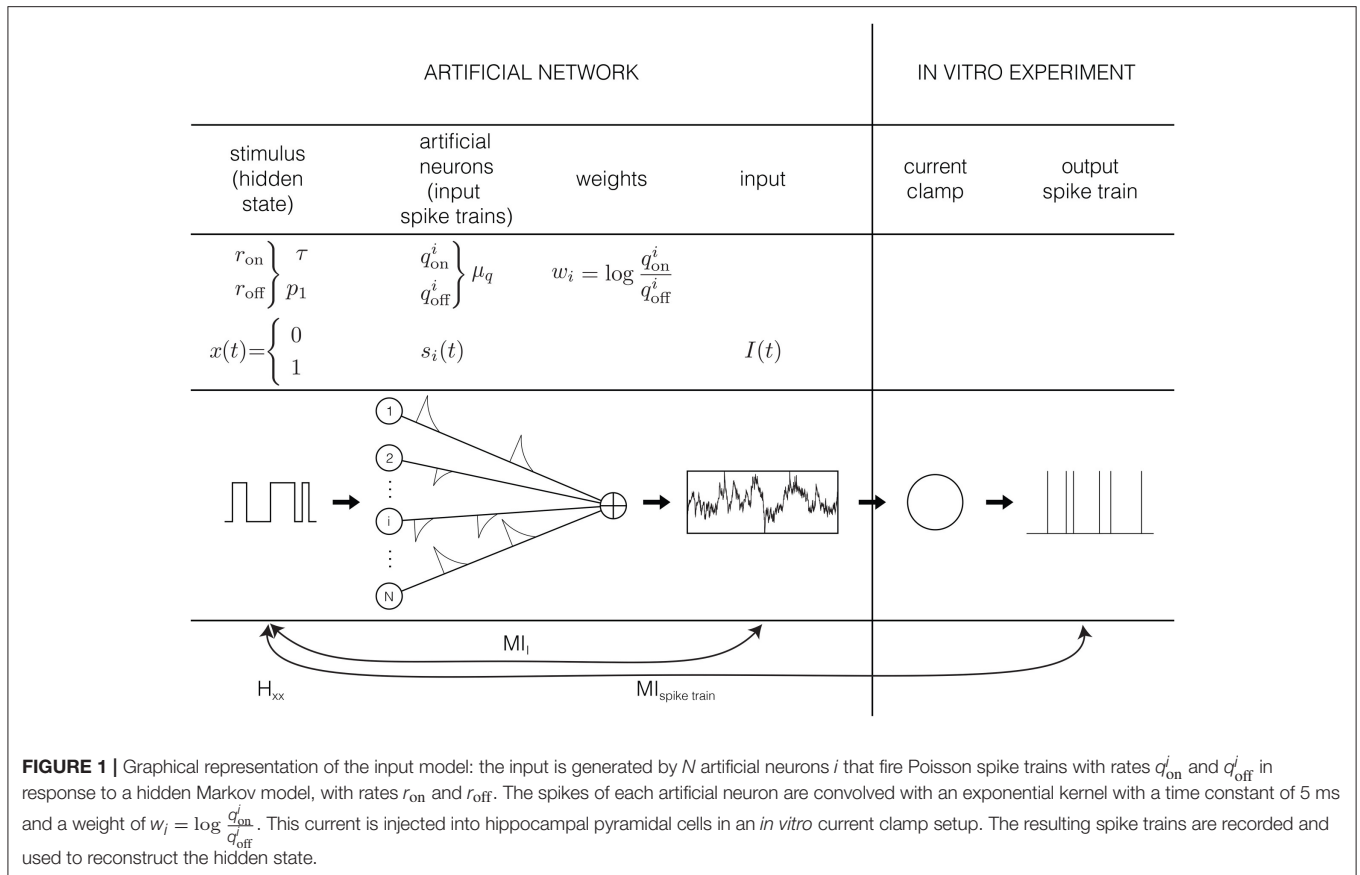 ARTIFICIAL NETWORK
IN VITRO EXPERIMENT
stimulus
(hidden
state)
artificial
neurons
(input
spike trains)
weights
input
current
clamp
output
spike train
r_on } τ
r_off } p_1
q^i_on } μ_q
q^i_off
w_i = log q^i_on / q^i_off
x(t)= { 0
1
s_i(t)
I(t)
1
2
⋮
i
⋮
N
MI_I
H_xx
MI_spike train
FIGURE 1 | Graphical representation of the input model: the input is generated by N artificial neurons i that fire Poisson spike trains with rates q^i_on and q^i_off in
response to a hidden Markov model, with rates r_on and r_off. The spikes of each artificial neuron are convolved with an exponential kernel with a time constant of 5 ms
and a weight of w_i = log q^i_on / q^i_off. This current is injected into hippocampal pyramidal cells in an in vitro current clamp setup. The resulting spike trains are recorded and
used to reconstruct the hidden state.